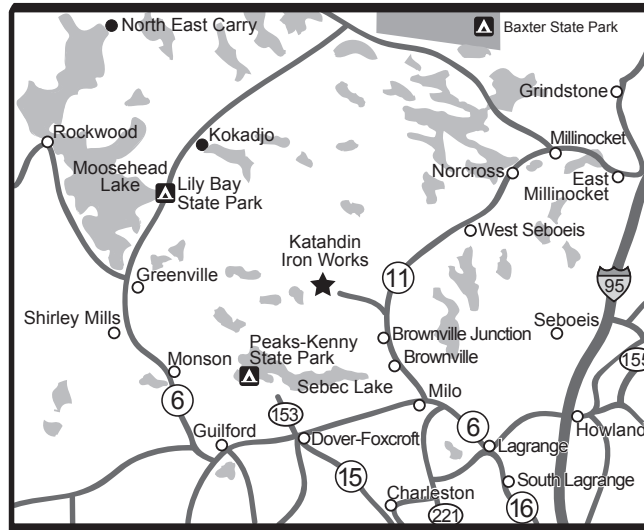 North East Carry
Baxter State Park
Grindstone
Rockwood
Kokadjo
Millinocket
Moosehead
Lake
Lily Bay
State Park
Norcross
East
Millinocket
West Seboeis
Katahdin
Iron Works
11
95
Greenville
Shirley Mills
Seboeis
Brownville Junction
Peaks-Kenny
State Park
155
Monson
Brownville
Sebec Lake
Milo
6
153
6
Howland
Guilford
Dover-Foxcroft
Lagrange
15
South Lagrange
Charleston
16
221